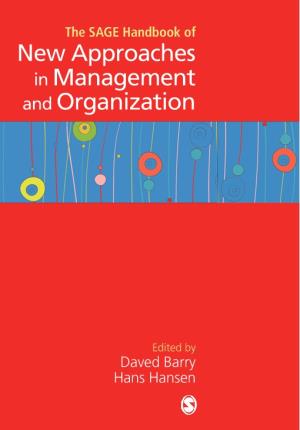 The SAGE Handbook of
New Approaches
in Management
and Organization
Edited by
Daved Barry
Hans Hansen
S